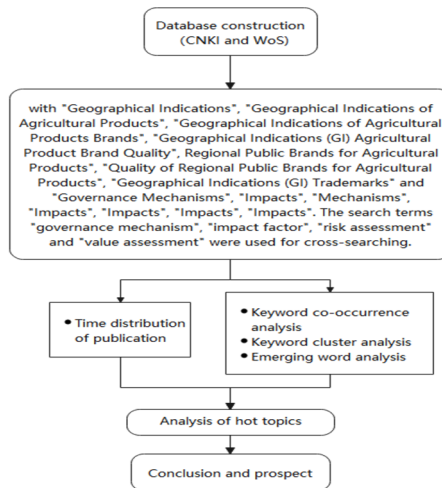 Database construction
(CNKI and WoS)
with "Geographical Indications", "Geographical Indications of
Agricultural Products", "Geographical Indications of Agricultural
Products Brands", "Geographical Indications (GI) Agricultural
Product Brand Quality", Regional Public Brands for Agricultural
Products", "Quality of Regional Public Brands for Agricultural
Products", "Geographical Indications (GI) Trademarks" and
"Governance Mechanisms", "Impacts", "Mechanisms",
"Impacts", "Impacts", "Impacts", "Impacts". The search terms
"governance mechanism", "impact factor", "risk assessment"
and "value assessment" were used for cross-searching.
● Time distribution
of publication
● Keyword co-occurrence
analysis
● Keyword cluster analysis
● Emerging word analysis
Analysis of hot topics
Conclusion and prospect